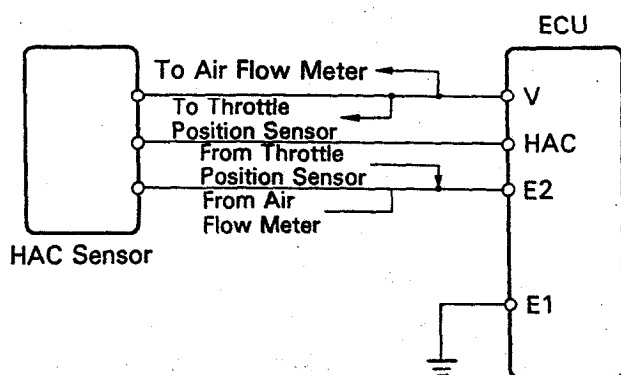 ECU
To Air Flow Meter
V
To Throttle
Position Sensor
HAC
From Throttle
Position Sensor
E2
From Air
Flow Meter
HAC Sensor
E1